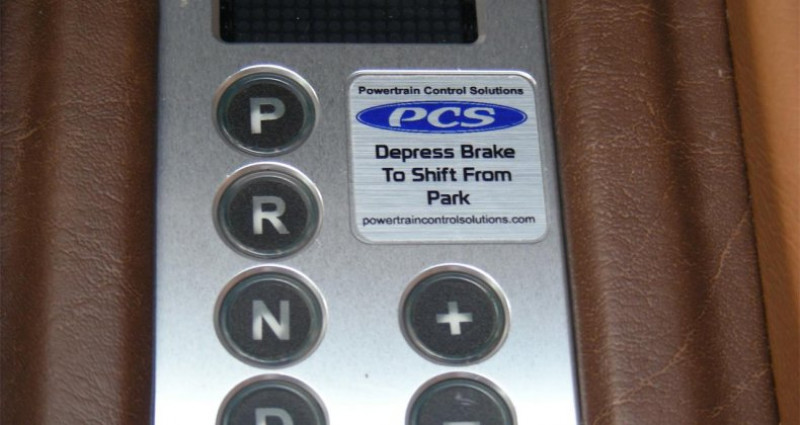 Powertrain Control Solutions
PCS
Depress Brake
To Shift From
Park
powertraincontrolsolutions.com
P
R
N
+
D
-